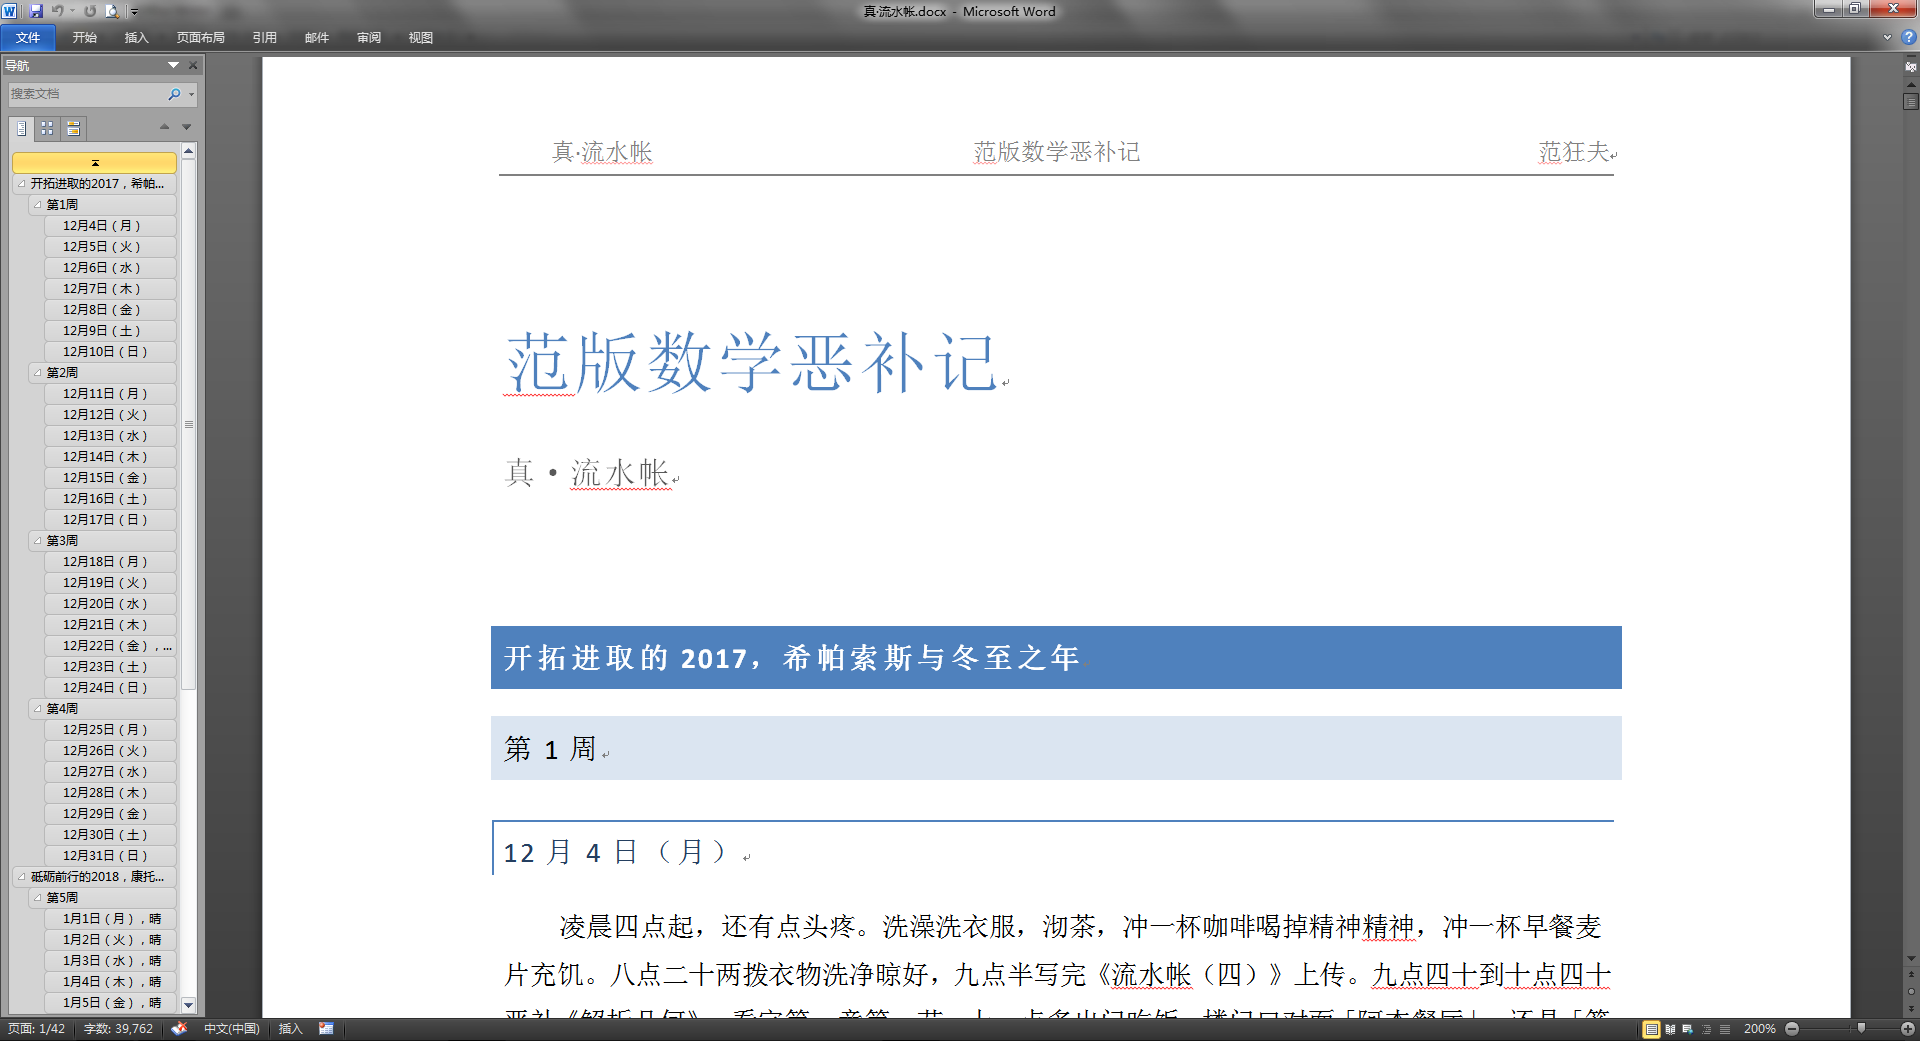 真·流水帐.docx - Microsoft Word
文件 开始 插入 页面布局 引用 邮件 审阅 视图
导航
搜索文档
开拓进取的2017，希帕...
第1周
12月4日（月）
12月5日（火）
12月6日（水）
12月7日（木）
12月8日（金）
12月9日（土）
12月10日（日）
第2周
12月11日（月）
12月12日（火）
12月13日（水）
12月14日（木）
12月15日（金）
12月16日（土）
12月17日（日）
第3周
12月18日（月）
12月19日（火）
12月20日（水）
12月21日（木）
12月22日（金），...
12月23日（土）
12月24日（日）
第4周
12月25日（月）
12月26日（火）
12月27日（水）
12月28日（木）
12月29日（金）
12月30日（土）
12月31日（日）
砥砺前行的2018，康托...
第5周
1月1日（月），晴
1月2日（火），晴
1月3日（水），晴
1月4日（木），晴
1月5日（金），晴
真·流水帐 范版数学恶补记 范狂夫
范版数学恶补记
真·流水帐
开拓进取的 2017，希帕索斯与冬至之年
第 1 周
12 月 4 日（月）
凌晨四点起，还有点头疼。洗澡洗衣服，沏茶，冲一杯咖啡喝掉精神精神，冲一杯早餐麦
片充饥。八点二十两拨衣物洗净晾好，九点半写完《流水帐（四）》上传。九点四十到十点四十
页面: 1/42 字数: 39,762 中文(中国) 插入 200%